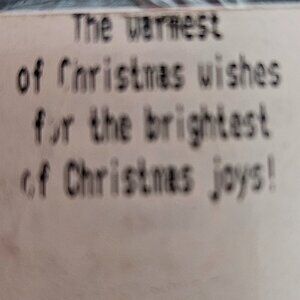 The warmest
of Christmas wishes
for the brightest
of Christmas joys!